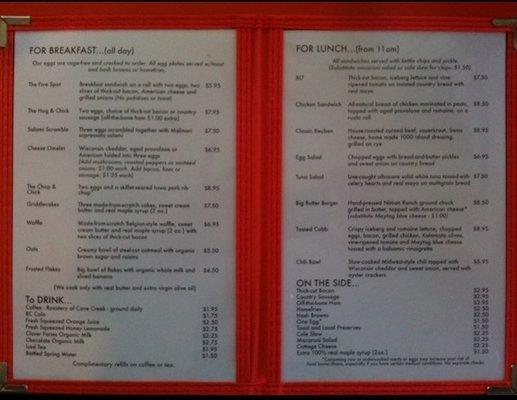 FOR BREAKFAST...(all day)
Our eggs are cage-free and cracked to order. All egg plates served w/toast
and hash browns or homefries.
The Five Spot
Breakfast sandwich on a roll with two eggs, two
$5.95
slices of thick-cut bacon, American cheese and
grilled onions (No potatoes or toast)
The Hog & Chick
Two eggs, choice of thick-cut bacon or country
$7.95
sausage (off-the-bone ham $1.00 extra)
Salami Scramble
Three eggs scrambled together with Molinari
$7.95
sopressata salami
Cheese Omelet
Wisconsin cheddar, aged provolone or
$6.95
American folded into three eggs
(Add mushrooms, roasted peppers or sautéed
onions: $1.00 each. Add bacon, ham or
sausage: $1.25 each)
The Chop &
Chick
Two eggs and a skillet-seared Iowa pork rib
$8.95
chop*
Griddlecakes
Three made-from-scratch cakes, sweet cream
$7.50
butter and real maple syrup (2 oz.)
Waffle
Made-from-scratch Belgian-style waffle, sweet
$6.95
cream butter and real maple syrup (2 oz.) with
two slices of thick-cut bacon
Oats
Creamy bowl of steel-cut oatmeal with organic
$5.50
brown sugar and raisins
Frosted Flakes
Big bowl of flakes with organic whole milk and
$4.50
sliced banana
(We cook only with real butter and extra virgin olive oil)
To DRINK...
Coffee - Roastery of Cave Creek - ground daily $1.95
RC Cola $1.75
Fresh Squeezed Orange Juice $2.50
Fresh Squeezed Honey Lemonade $2.75
Clover Farms Organic Milk $2.25
Chocolate Organic Milk $2.75
Iced Tea $1.95
Bottled Spring Water $1.50
Complimentary refills on coffee or tea.
FOR LUNCH...(from 11am)
All sandwiches served with kettle chips and pickle.
(Substitute macaroni salad or cole slaw for chips: $1.50)
BLT
Thick-cut bacon, iceberg lettuce and vine
$7.50
ripened tomato on toasted country bread with
real mayo
Chicken Sandwich
All-natural breast of chicken marinated in pesto,
$8.50
topped with aged provolone and romaine, on a
rustic roll
Classic Reuben
House-roasted corned beef, sauerkraut, Swiss
$8.95
cheese, home made 1000 island dressing,
grilled on rye
Egg Salad
Chopped eggs with bread-and-butter pickles
$6.95
and sweet onion on country bread
Tuna Salad
Line-caught albacore solid white tuna tossed with
$7.50
celery hearts and real mayo on multigrain bread
Big Butter Burger
Hand-pressed Niman Ranch ground chuck
$8.50
grilled in butter, topped with American cheese*
(substitute Maytag blue cheese - $1.00)
Tossed Cobb
Crispy iceberg and romaine lettuce, chopped
$8.95
eggs, bacon, grilled chicken, Kalamata olives,
vine-ripened tomato and Maytag blue cheese
tossed with a balsamic vinaigrette
Chili Bowl
Slow-cooked Midwest-style chili topped with
$5.95
Wisconsin cheddar and sweet onion, served with
oyster crackers
ON THE SIDE...
Thick-cut Bacon $2.95
Country Sausage $2.95
Off-the-bone Ham $3.95
Homefries $2.50
Hash Browns $2.50
One Egg* $1.50
Toast and Local Preserves $1.50
Cole Slaw $2.25
Macaroni Salad $2.25
Cottage Cheese $2.25
Extra 100% real maple syrup (2oz.) $1.50
*Consuming raw or undercooked meats or eggs may increase your risk of
food borne illness, especially if you have certain medical conditions. No separate checks